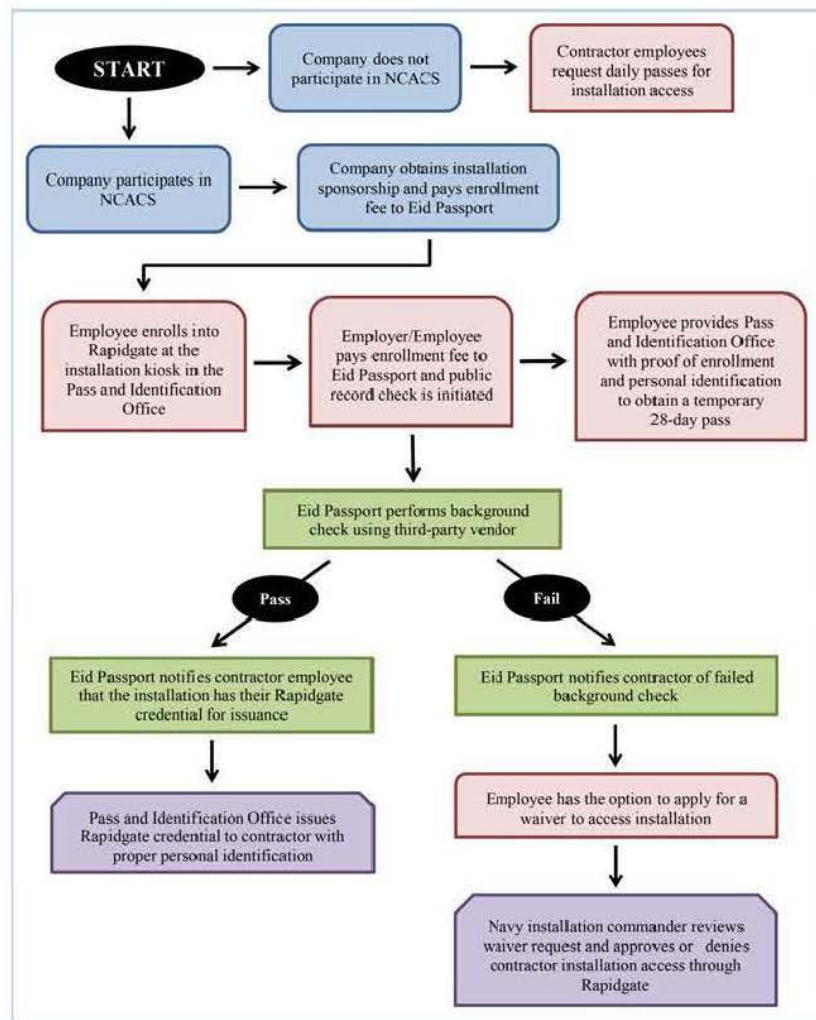 START
Company does not
participate in NCACS
Contractor employees
request daily passes for
installation access
Company participates in
NCACS
Company obtains installation
sponsorship and pays enrollment
fee to Eid Passport
Employee enrolls into
Rapidgate at the
installation kiosk in the
Pass and Identification
Office
Employer/Employee
pays enrollment fee to
Eid Passport and public
record check is initiated
Employee provides Pass
and Identification Office
with proof of enrollment
and personal identification
to obtain a temporary
28-day pass
Eid Passport performs background
check using third-party vendor
Pass
Fail
Eid Passport notifies contractor employee
that the installation has their Rapidgate
credential for issuance
Eid Passport notifies contractor of failed
background check
Pass and Identification Office issues
Rapidgate credential to contractor with
proper personal identification
Employee has the option to apply for a
waiver to access installation
Navy installation commander reviews
waiver request and approves or denies
contractor installation access through
Rapidgate